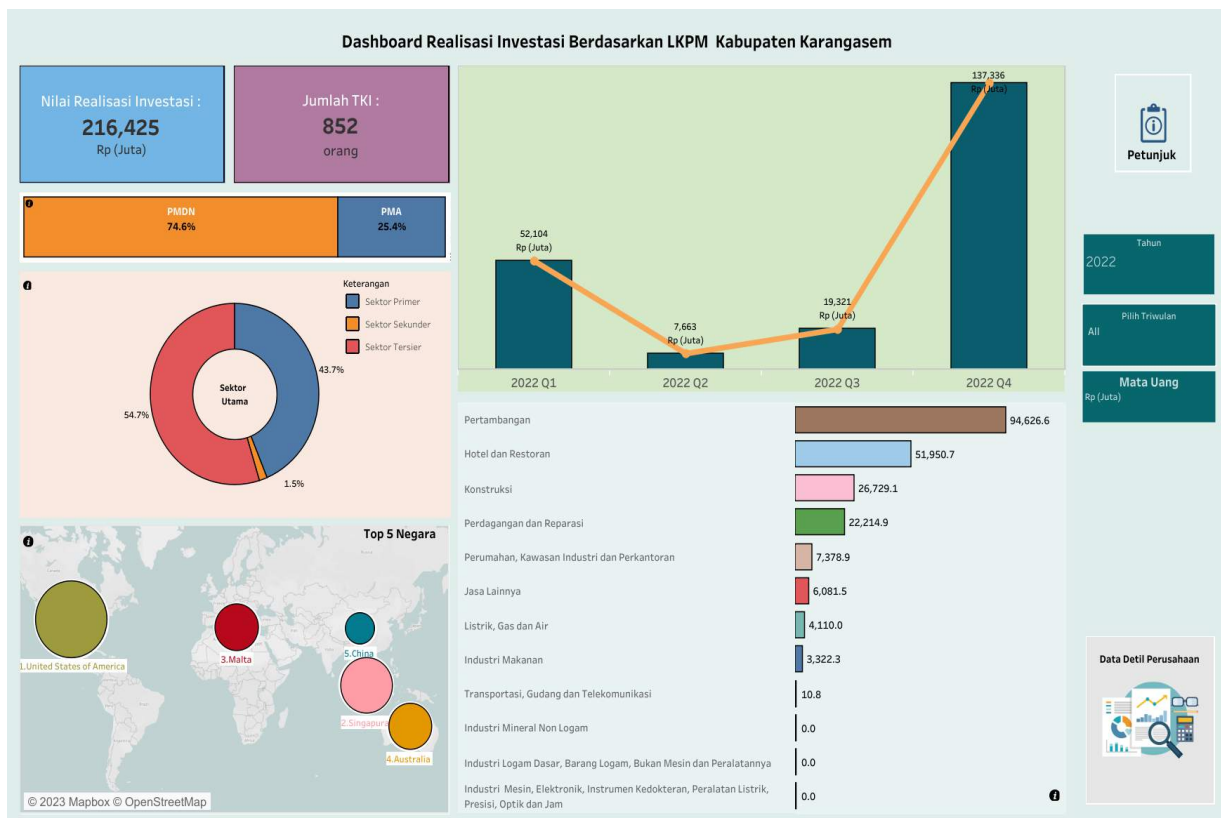 Dashboard Realisasi Investasi Berdasarkan LKPM Kabupaten Karangasem
Nilai Realisasi Investasi :
216,425
Rp (Juta)
Jumlah TKI :
852
orang
PMDN
74.6%
PMA
25.4%
Keterangan
Sektor Primer
Sektor Sekunder
Sektor Tersier
43.7%
54.7%
1.5%
Sektor
Utama
Top 5 Negara
1.United States of America
3.Malta
5.China
2.Singapura
4.Australia
© 2023 Mapbox © OpenStreetMap
52,104
Rp (Juta)
7,663
Rp (Juta)
19,321
Rp (Juta)
137,336
Rp (Juta)
2022 Q1
2022 Q2
2022 Q3
2022 Q4
Pertambangan 94,626.6
Hotel dan Restoran 51,950.7
Konstruksi 26,729.1
Perdagangan dan Reparasi 22,214.9
Perumahan, Kawasan Industri dan Perkantoran 7,378.9
Jasa Lainnya 6,081.5
Listrik, Gas dan Air 4,110.0
Industri Makanan 3,322.3
Transportasi, Gudang dan Telekomunikasi 10.8
Industri Mineral Non Logam 0.0
Industri Logam Dasar, Barang Logam, Bukan Mesin dan Peralatannya 0.0
Industri Mesin, Elektronik, Instrumen Kedokteran, Peralatan Listrik, 0.0
Presisi, Optik dan Jam
Petunjuk
Tahun
2022
Pilih Triwulan
All
Mata Uang
Rp (Juta)
Data Detil Perusahaan